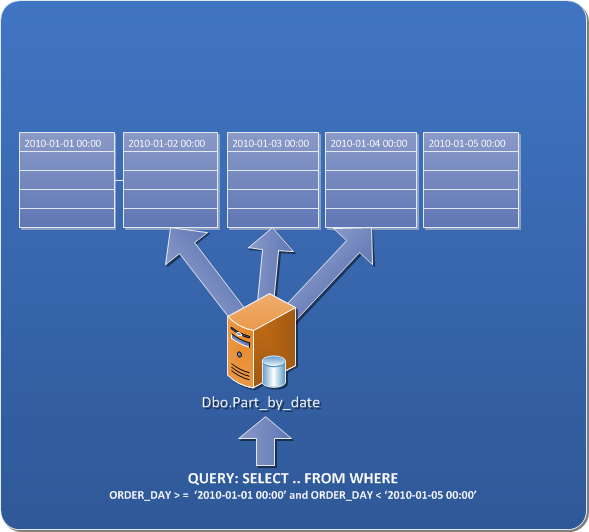 2010-01-01 00:00 2010-01-02 00:00 2010-01-03 00:00 2010-01-04 00:00 2010-01-05 00:00
Dbo.Part_by_date
QUERY: SELECT .. FROM WHERE
ORDER_DAY > = ‘2010-01-01 00:00’ and ORDER_DAY < ‘2010-01-05 00:00’